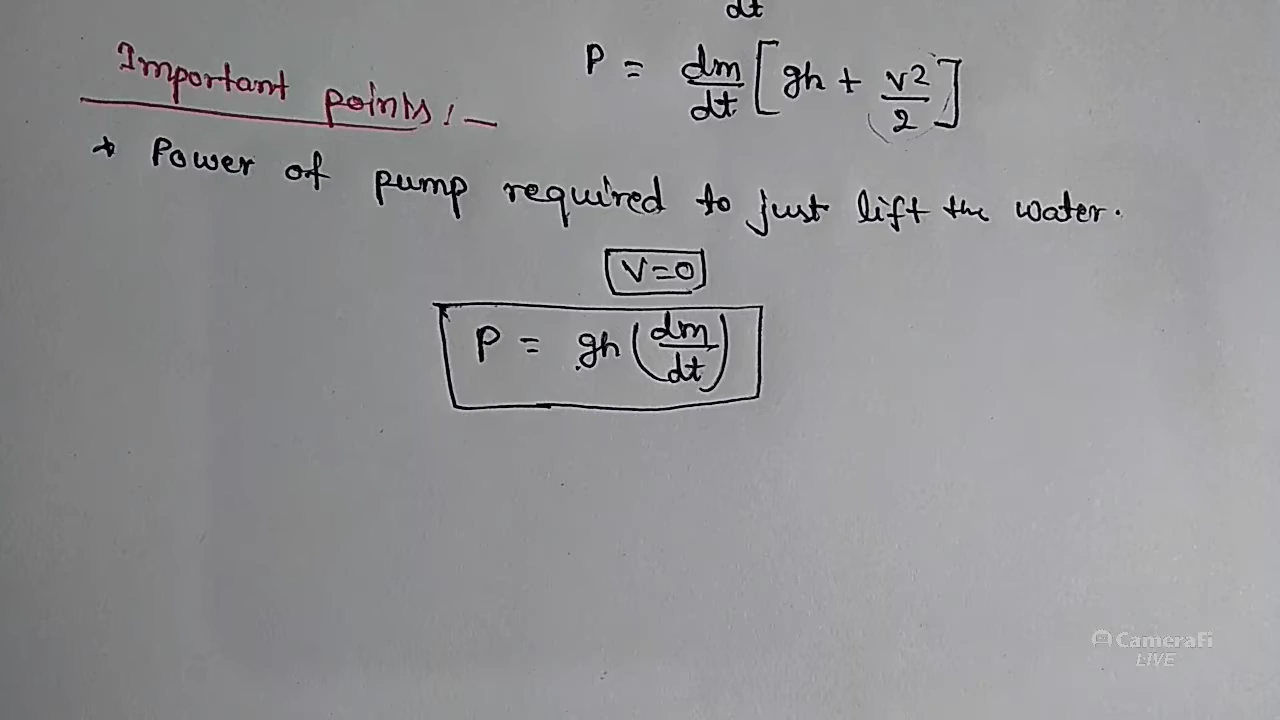 dt
P = dm/dt [gh + v2/2]
Important points:-
* Power of pump required to just lift the water.
V=0
P = gh (dm/dt)
CameraFi
LIVE